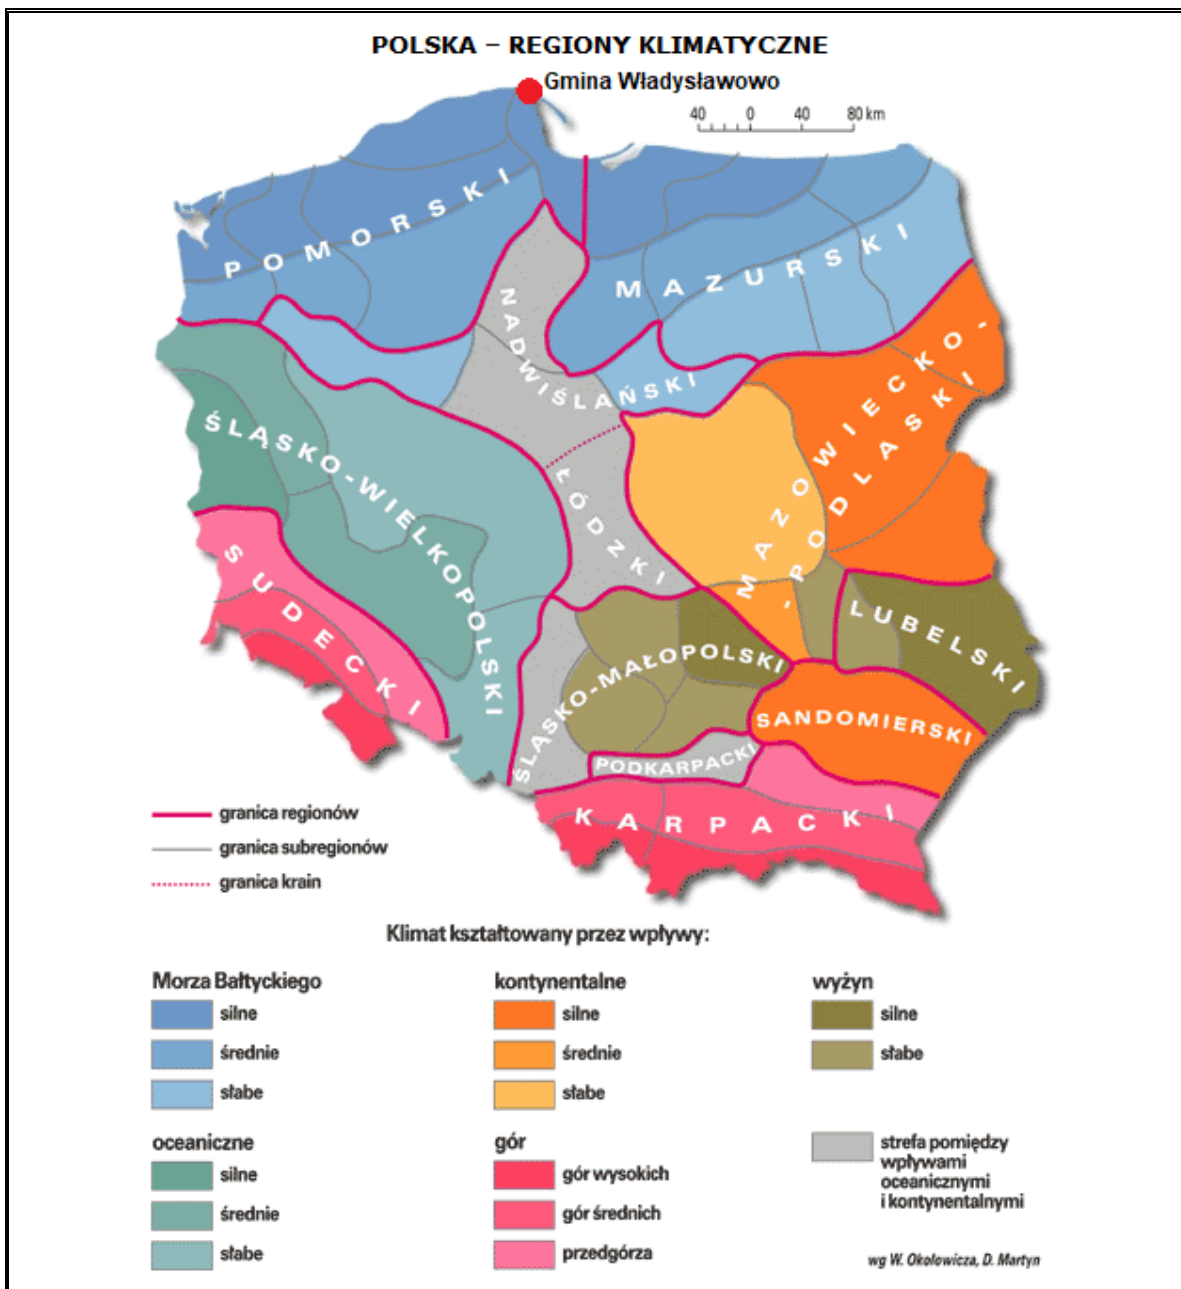 POLSKA – REGIONY KLIMATYCZNE
Gmina Władysławowo
40 0 40 80 km
POMORSKI
MAZURSKI
NADWIŚLAŃSKI
MAZOWIECKO-
-PODLASKI
ŚLĄSKO-WIELKOPOLSKI
ŁÓDZKI
SUDECKI
LUBELSKI
ŚLĄSKO-MAŁOPOLSKI
SANDOMIERSKI
PODKARPACKI
KARPACKI
granica regionów
granica subregionów
granica krain
Klimat kształtowany przez wpływy:
Morza Bałtyckiego
silne
średnie
słabe
kontynentalne
silne
średnie
słabe
wyżyn
silne
słabe
oceaniczne
silne
średnie
słabe
gór
gór wysokich
gór średnich
przedgórza
strefa pomiędzy
wpływami
oceanicznymi
i kontynentalnymi
wg W. Okołowicza, D. Martyn